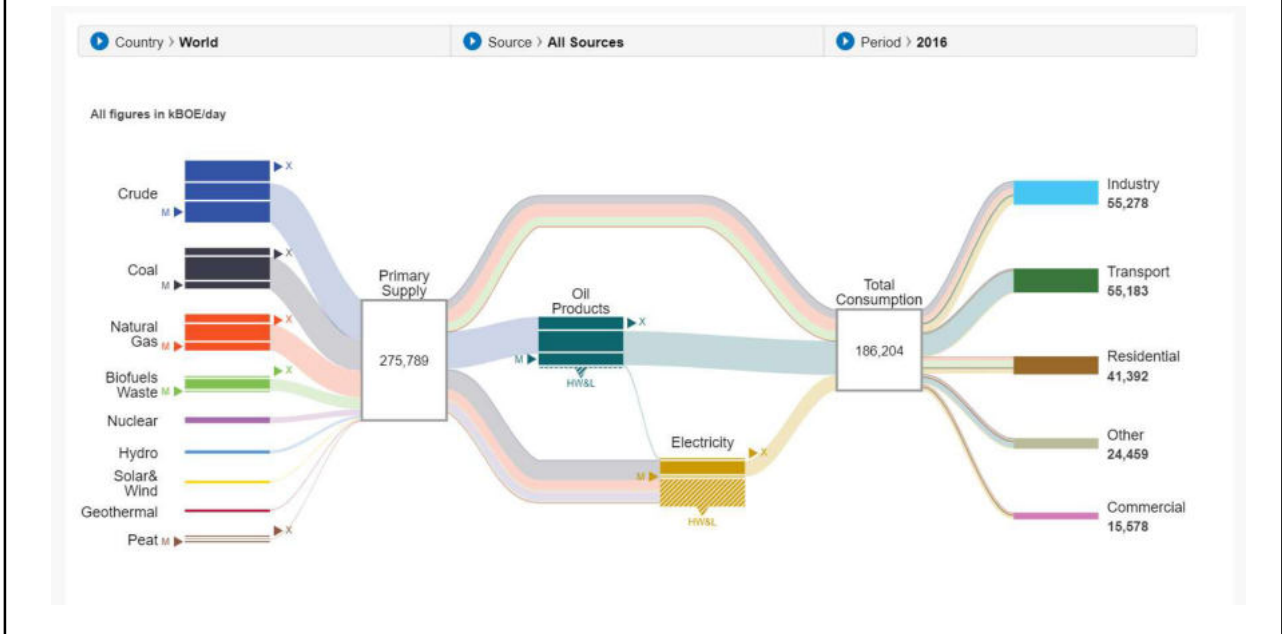 Country > World
Source > All Sources
Period > 2016
All figures in kBOE/day
X
Crude
M
X
Coal
M
X
Natural
Gas
M
X
Biofuels
Waste
M
Nuclear
Hydro
Solar&
Wind
Geothermal
X
Peat
M
Primary
Supply
275,789
Oil
Products
X
M
HW&L
Electricity
X
M
HW&L
Total
Consumption
186,204
Industry
55,278
Transport
55,183
Residential
41,392
Other
24,459
Commercial
15,578